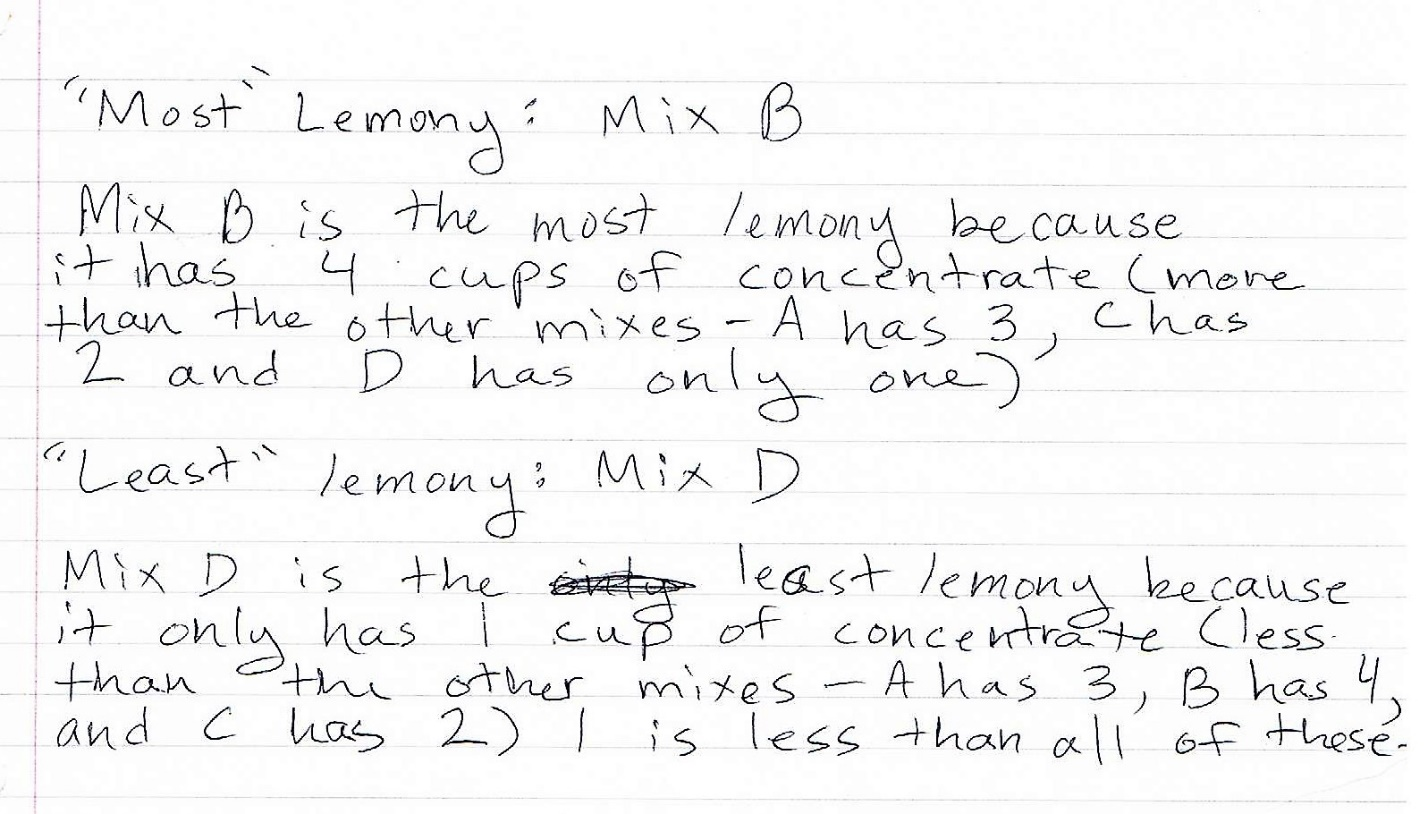 "Most" Lemony: Mix B
Mix B is the most lemony because
it has 4 cups of concentrate (more
than the other mixes - A has 3, C has
2 and D has only one)
"Least" lemony: Mix D
Mix D is the least lemony because
it only has 1 cup of concentrate (less
than the other mixes - A has 3, B has 4,
and C has 2) 1 is less than all of these.